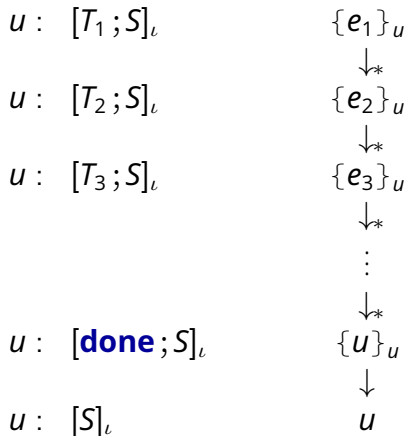 u : [T₁ ; S]ᵢ {e₁}ᵤ
↓*
u : [T₂ ; S]ᵢ {e₂}ᵤ
↓*
u : [T₃ ; S]ᵢ {e₃}ᵤ
↓*
⋮
↓*
u : [done ; S]ᵢ {u}ᵤ
↓
u : [S]ᵢ u